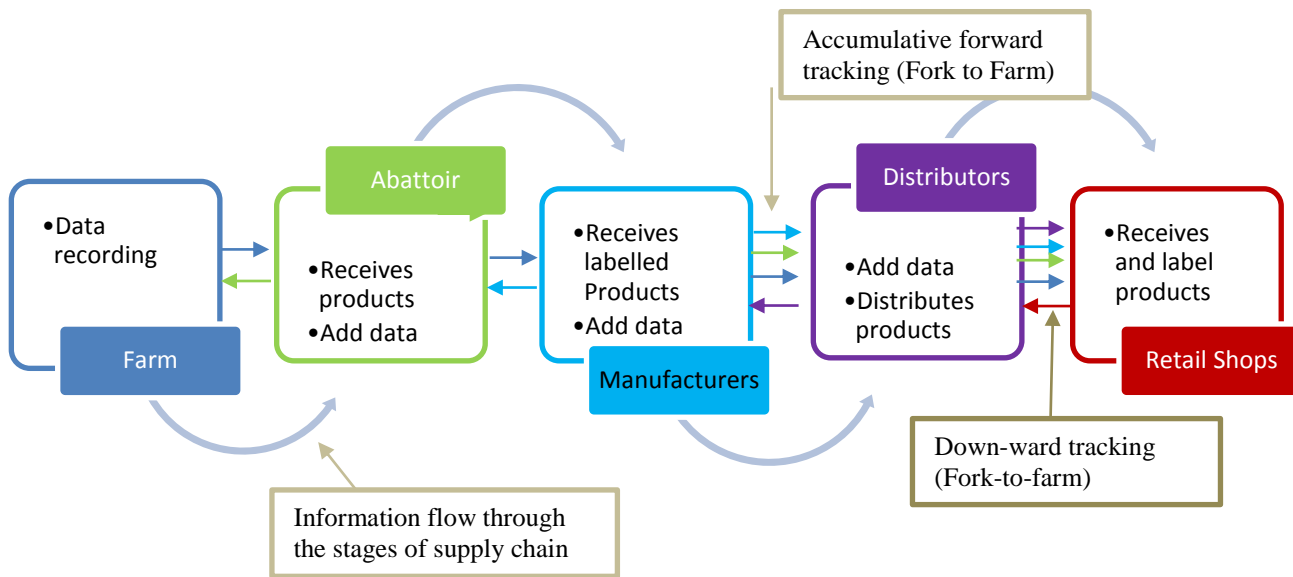 Accumulative forward
tracking (Fork to Farm)
Abattoir
Distributors
•Data
recording
Farm
•Receives
products
•Add data
•Receives
labelled
Products
•Add data
Manufacturers
•Add data
•Distributes
products
•Receives
and label
products
Retail Shops
Down-ward tracking
(Fork-to-farm)
Information flow through
the stages of supply chain